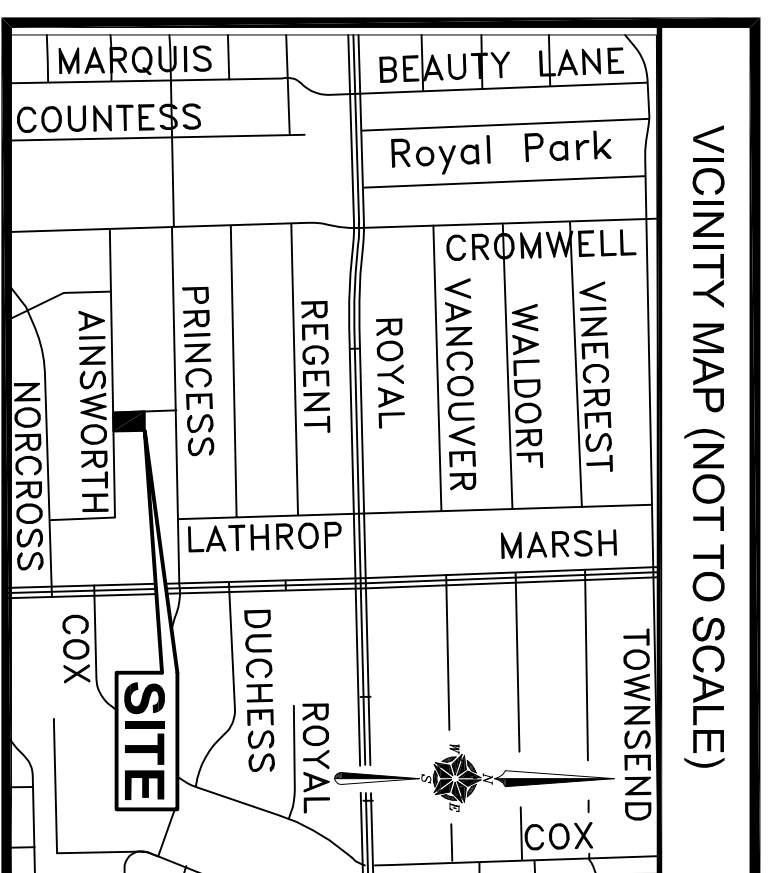 VICINITY MAP (NOT TO SCALE)
MARQUIS
BEAUTY LANE
COUNTESS
Royal Park
CROMWELL
VINECREST
WALDORF
VANCOUVER
ROYAL
REGENT
PRINCESS
AINSWORTH
NORCROSS
LATHROP
MARSH
TOWNSEND
COX
DUCHESS
ROYAL
COX
SITE
W
N
S
E